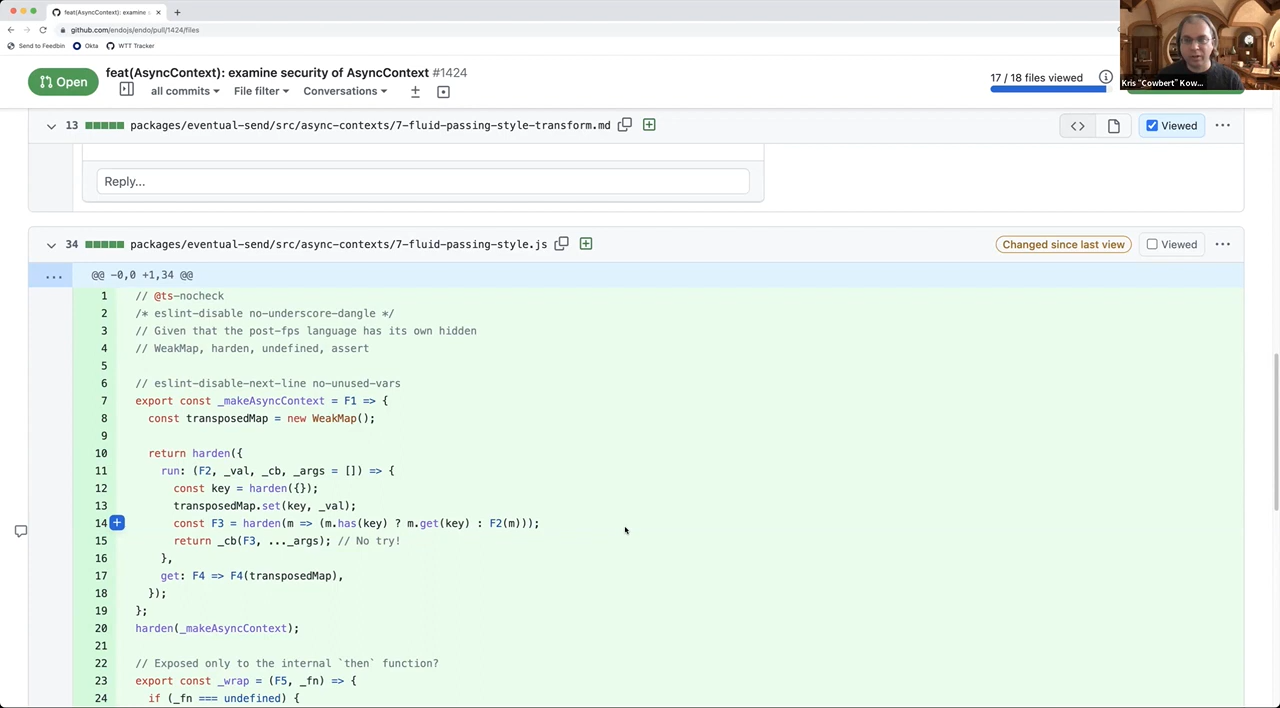 feat(AsyncContext): examine s
github.com/endojs/endo/pull/1424/files
Send to Feedbin
Okta
WTT Tracker
Kris "Cowbert" Kow...
Open
feat(AsyncContext): examine security of AsyncContext #1424
all commits
File filter
Conversations
17 / 18 files viewed
13 packages/eventual-send/src/async-contexts/7-fluid-passing-style-transform.md
Viewed
Reply...
34 packages/eventual-send/src/async-contexts/7-fluid-passing-style.js
Changed since last view
Viewed
... @@ -0,0 +1,34 @@
1 // @ts-nocheck
2 /* eslint-disable no-underscore-dangle */
3 // Given that the post-fps language has its own hidden
4 // WeakMap, harden, undefined, assert
5
6 // eslint-disable-next-line no-unused-vars
7 export const _makeAsyncContext = F1 => {
8 const transposedMap = new WeakMap();
9
10 return harden({
11 run: (F2, _val, _cb, _args = []) => {
12 const key = harden({});
13 transposedMap.set(key, _val);
14 const F3 = harden(m => (m.has(key) ? m.get(key) : F2(m)));
15 return _cb(F3, ..._args); // No try!
16 },
17 get: F4 => F4(transposedMap),
18 });
19 };
20 harden(_makeAsyncContext);
21
22 // Exposed only to the internal `then` function?
23 export const _wrap = (F5, _fn) => {
24 if (_fn === undefined) {